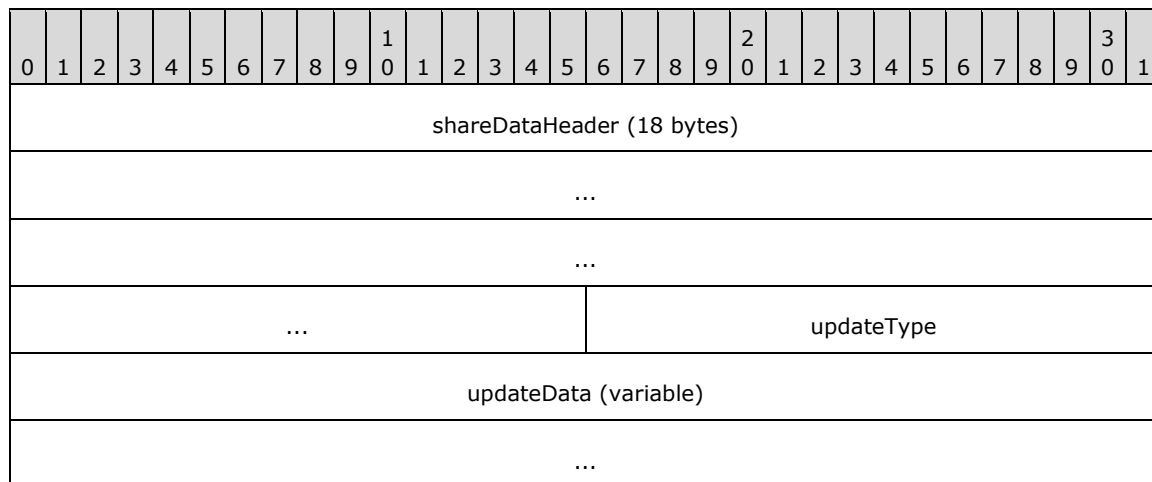 1 2 3
0 1 2 3 4 5 6 7 8 9 0 1 2 3 4 5 6 7 8 9 0 1 2 3 4 5 6 7 8 9 0 1
shareDataHeader (18 bytes)
...
...
... updateType
updateData (variable)
...